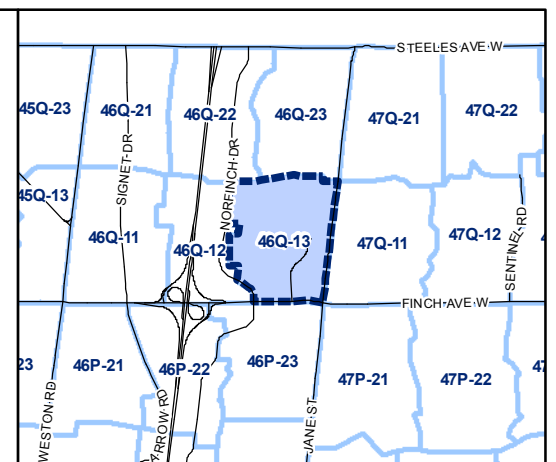 STEELES AVE W
45Q-23
46Q-21
46Q-22
46Q-23
47Q-21
47Q-22
SIGNET DR
NORFINCH DR
45Q-13
46Q-11
46Q-12
46Q-13
47Q-11
47Q-12
SENTINEL RD
FINCH AVE W
23
46P-21
46P-22
46P-23
47P-21
47P-22
47
WESTON RD
ARROW RD
JANE ST